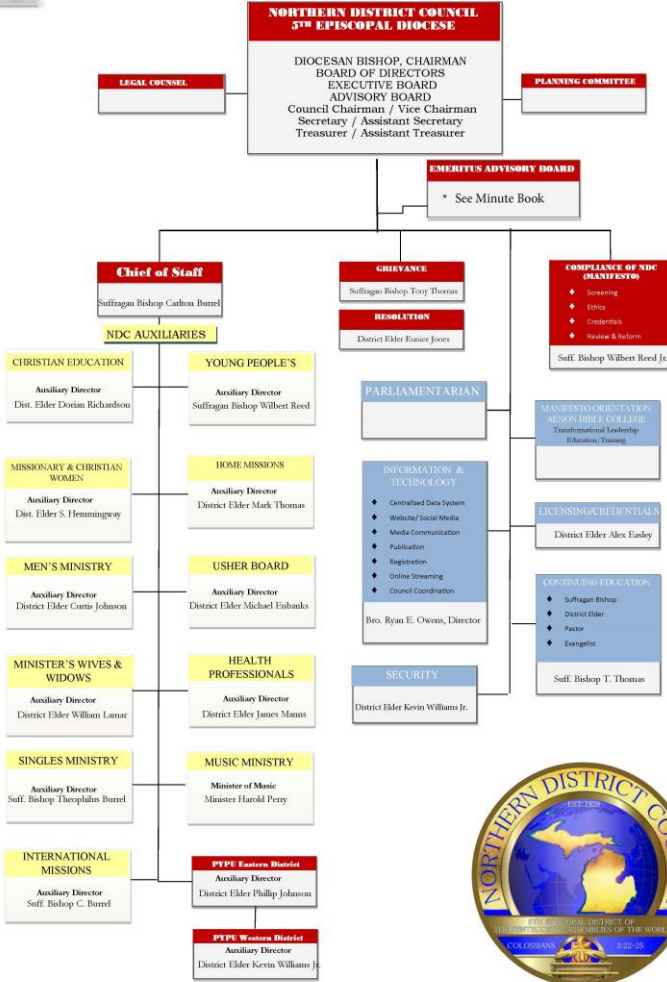 NORTHERN DISTRICT COUNCIL
5TH EPISCOPAL DIOCESE
DIOCESAN BISHOP, CHAIRMAN
BOARD OF DIRECTORS
EXECUTIVE BOARD
ADVISORY BOARD
Council Chairman / Vice Chairman
Secretary / Assistant Secretary
Treasurer / Assistant Treasurer
LEGAL COUNSEL
PLANNING COMMITTEE
EMERITUS ADVISORY BOARD
* See Minute Book
Chief of Staff
Suffragan Bishop Carlton Burrel
GRIEVANCE
Suffragan Bishop Tony Thomas
RESOLUTION
District Elder Eunice Jones
COMPLIANCE OF NDC
(MANIFESTO)
◆ Screening
◆ Ethics
◆ Credentials
◆ Review & Reform
Suff. Bishop Wilbert Reed Jr.
NDC AUXILIARIES
CHRISTIAN EDUCATION
Auxiliary Director
Dist. Elder Dorian Richardson
YOUNG PEOPLE'S
Auxiliary Director
Suffragan Bishop Wilbert Reed
MISSIONARY & CHRISTIAN
WOMEN
Auxiliary Director
Dist. Elder S. Hemmingway
HOME MISSIONS
Auxiliary Director
District Elder Mark Thomas
MEN'S MINISTRY
Auxiliary Director
District Elder Curtis Johnson
USHER BOARD
Auxiliary Director
District Elder Michael Eubanks
MINISTER'S WIVES &
WIDOWS
Auxiliary Director
District Elder William Lamar
HEALTH
PROFESSIONALS
Auxiliary Director
District Elder James Manns
SINGLES MINISTRY
Auxiliary Director
Suff. Bishop Theophilus Burrel
MUSIC MINISTRY
Minister of Music
Minister Harold Perry
INTERNATIONAL
MISSIONS
Auxiliary Director
Suff. Bishop C. Burrel
PYPU Eastern District
Auxiliary Director
District Elder Phillip Johnson
PYPU Western District
Auxiliary Director
District Elder Kevin Williams Jr.
PARLIAMENTARIAN
INFORMATION &
TECHNOLOGY
◆ Centralized Data System
◆ Website/ Social Media
◆ Media Communication
◆ Publication
◆ Registration
◆ Online Streaming
◆ Council Coordination
Bro. Ryan E. Owens, Director
SECURITY
District Elder Kevin Williams Jr.
MANIFESTO ORIENTATION
AENON BIBLE COLLEGE
Transformational Leadership
Education/Training
LICENSING/CREDENTIALS
District Elder Alex Easley
CONTINUING EDUCATION
◆ Suffragan Bishop
◆ District Elder
◆ Pastor
◆ Evangelist
Suff. Bishop T. Thomas
NORTHERN DISTRICT COU
EST.1928
EPISCOPAL DISTRICT OF
THE PENTECOSTAL ASSEMBLIES OF THE WORLD
COLOSSIANS 3:22-25